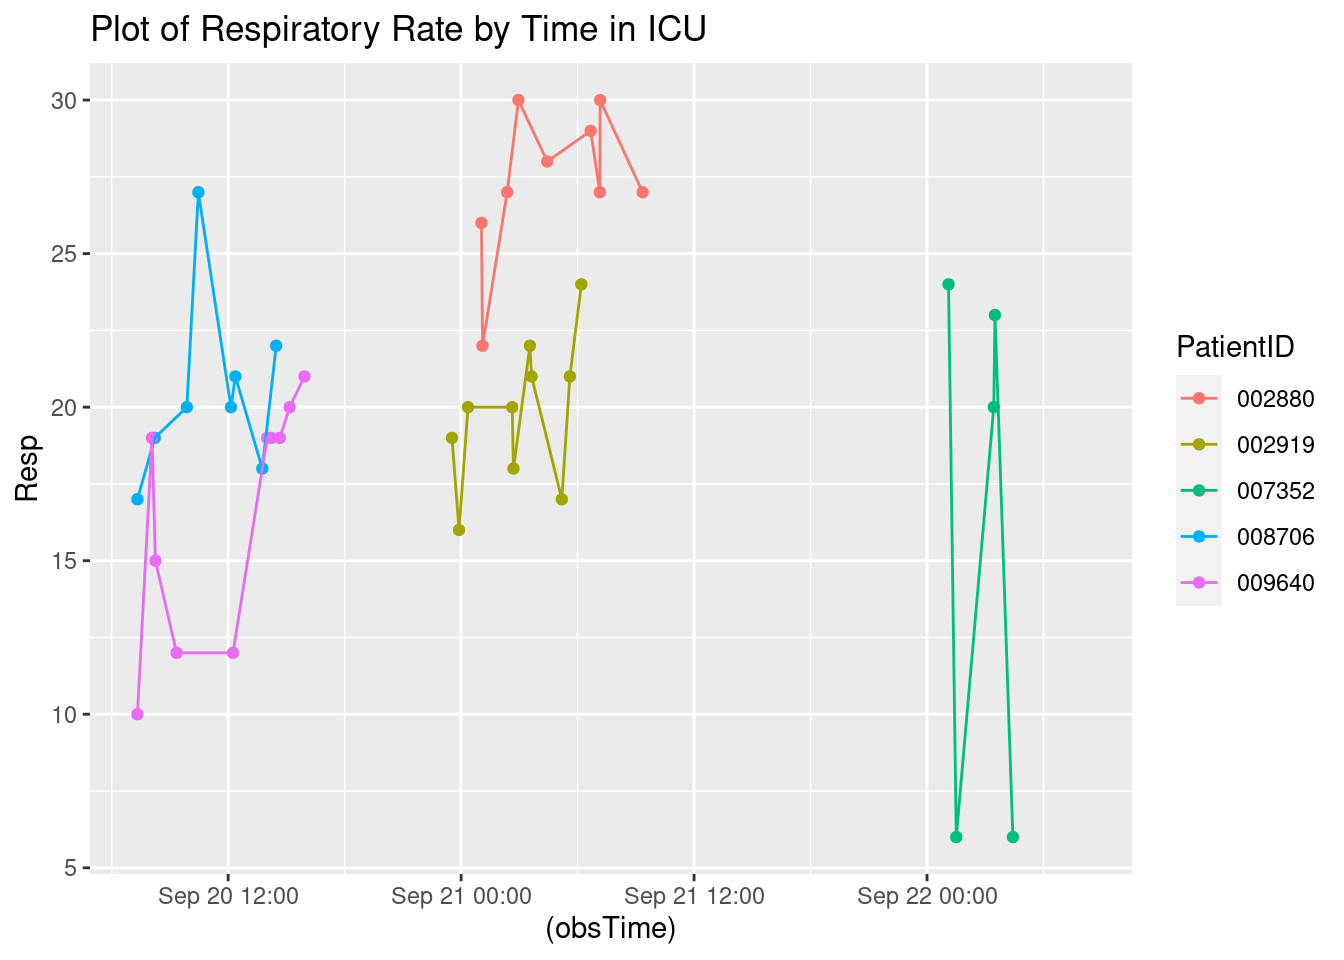 Plot of Respiratory Rate by Time in ICU
30
25
20
15
10
5
Resp
Sep 20 12:00
Sep 21 00:00
Sep 21 12:00
Sep 22 00:00
(obsTime)
PatientID
002880
002919
007352
008706
009640